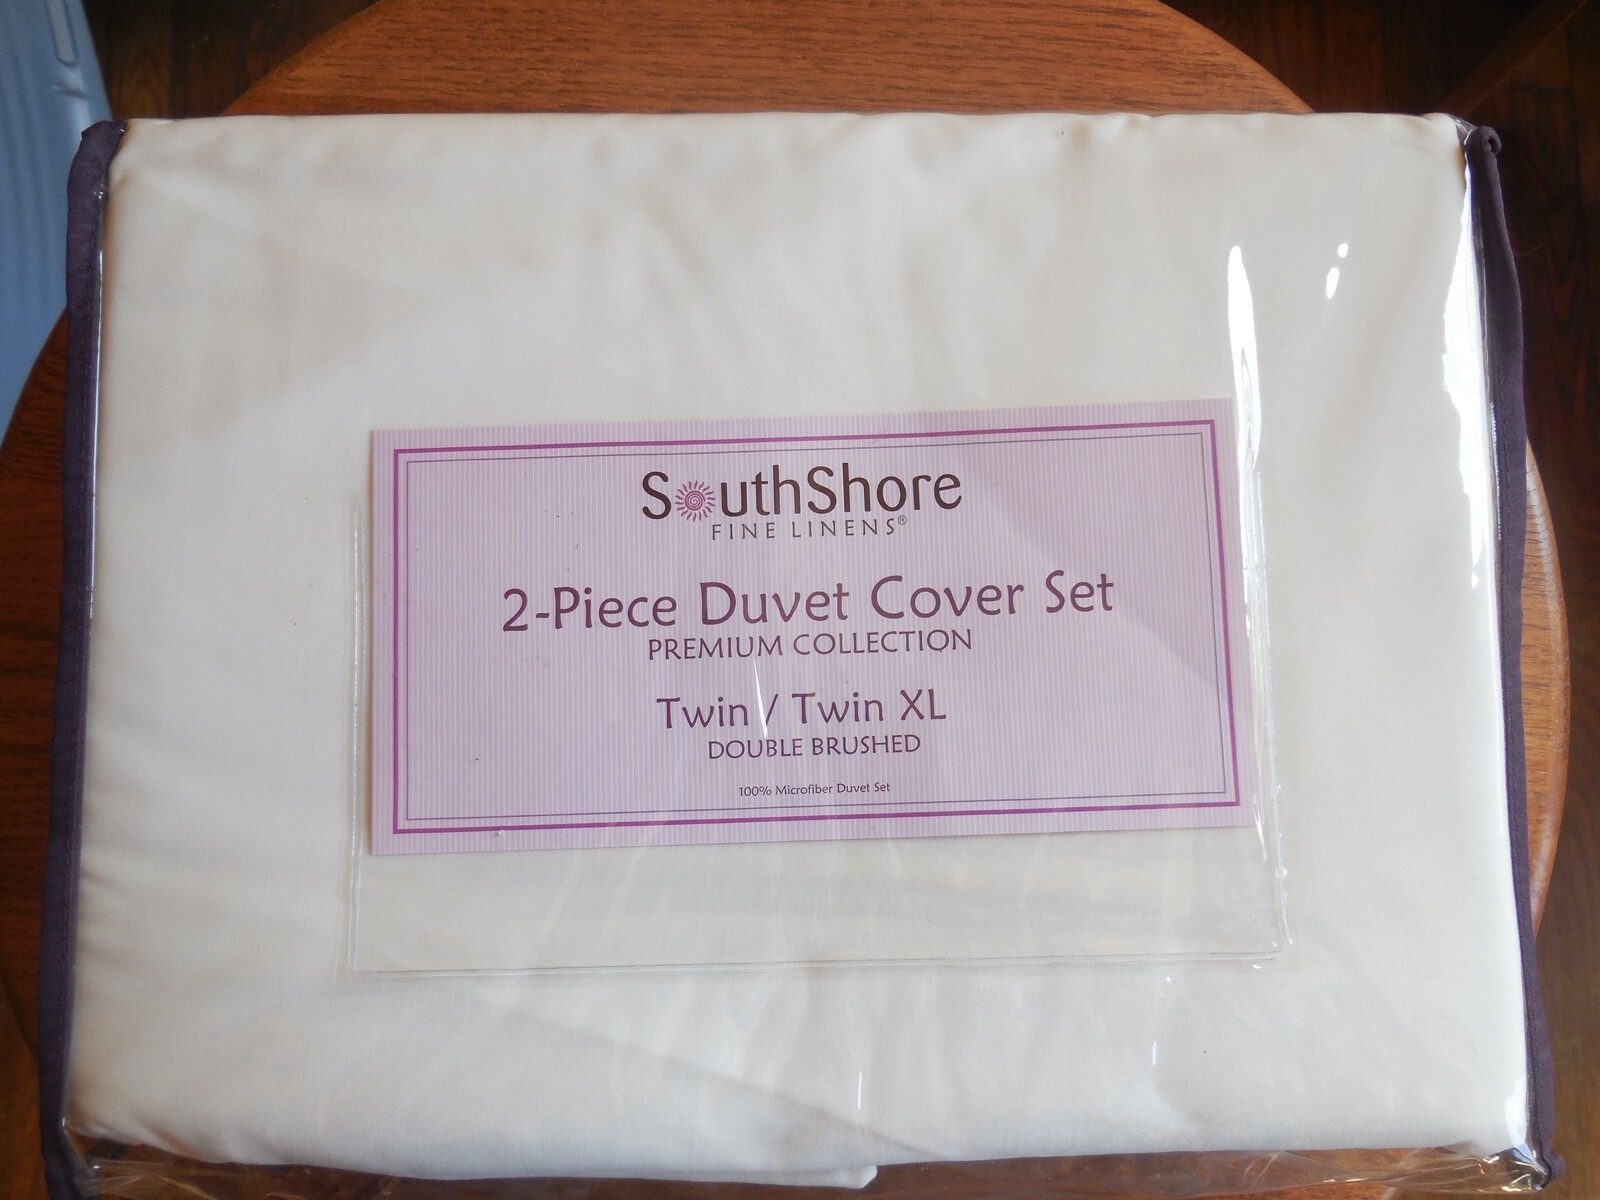 SouthShore
FINE LINENS®
2-Piece Duvet Cover Set
PREMIUM COLLECTION
Twin / Twin XL
DOUBLE BRUSHED
100% Microfiber Duvet Set